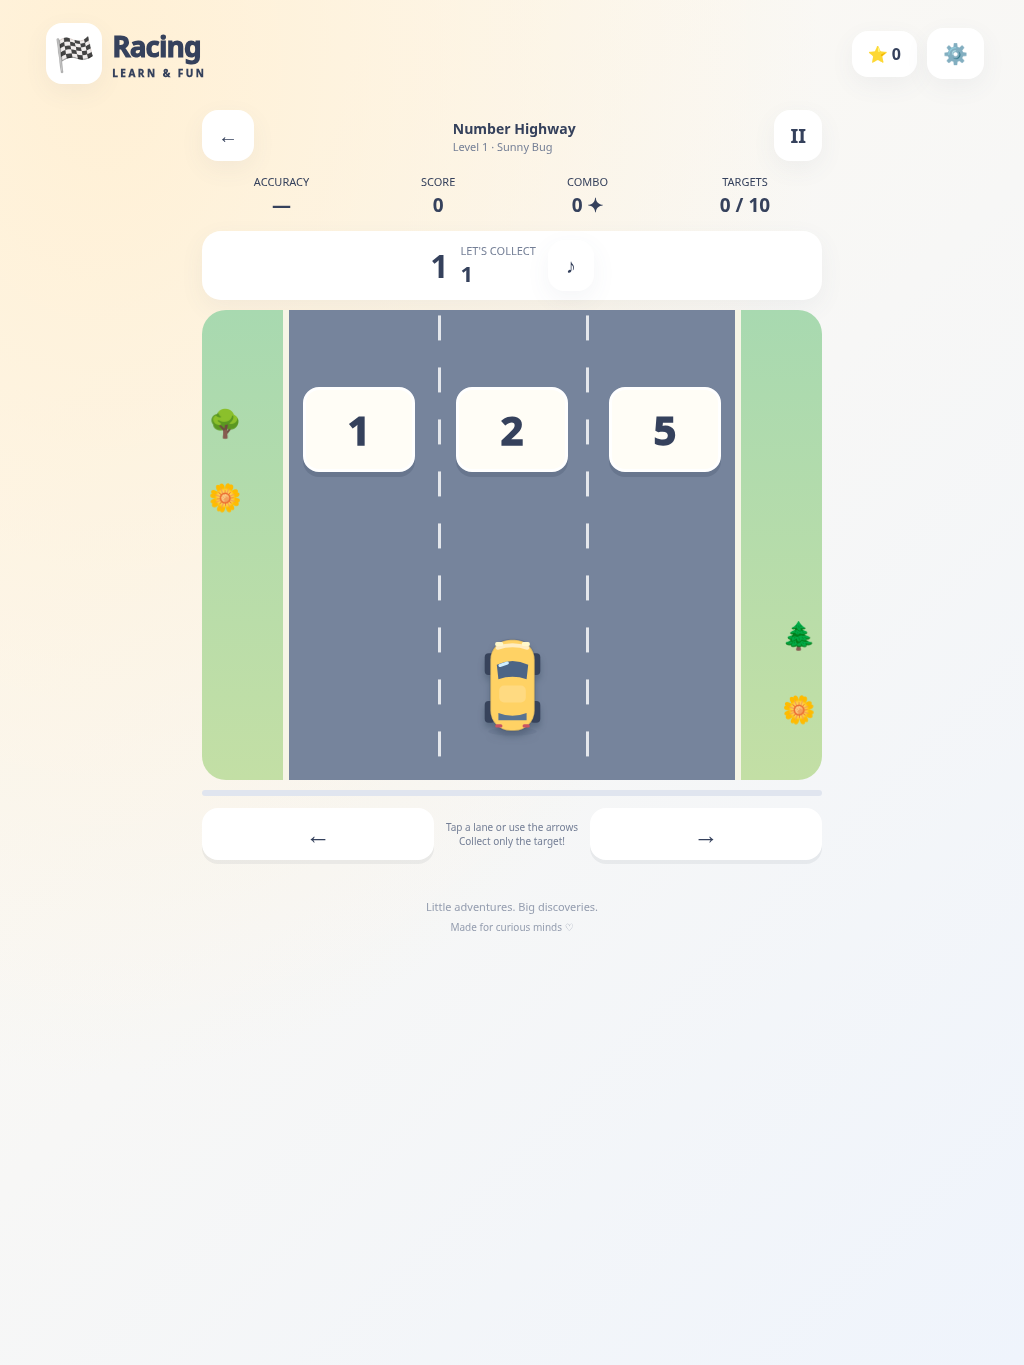 Racing
LEARN & FUN
⭐ 0
←
Number Highway
Level 1 · Sunny Bug
II
ACCURACY
—
SCORE
0
COMBO
0 ✦
TARGETS
0 / 10
1
LET'S COLLECT
1
♪
1
2
5
←
Tap a lane or use the arrows
Collect only the target!
→
Little adventures. Big discoveries.
Made for curious minds ♡